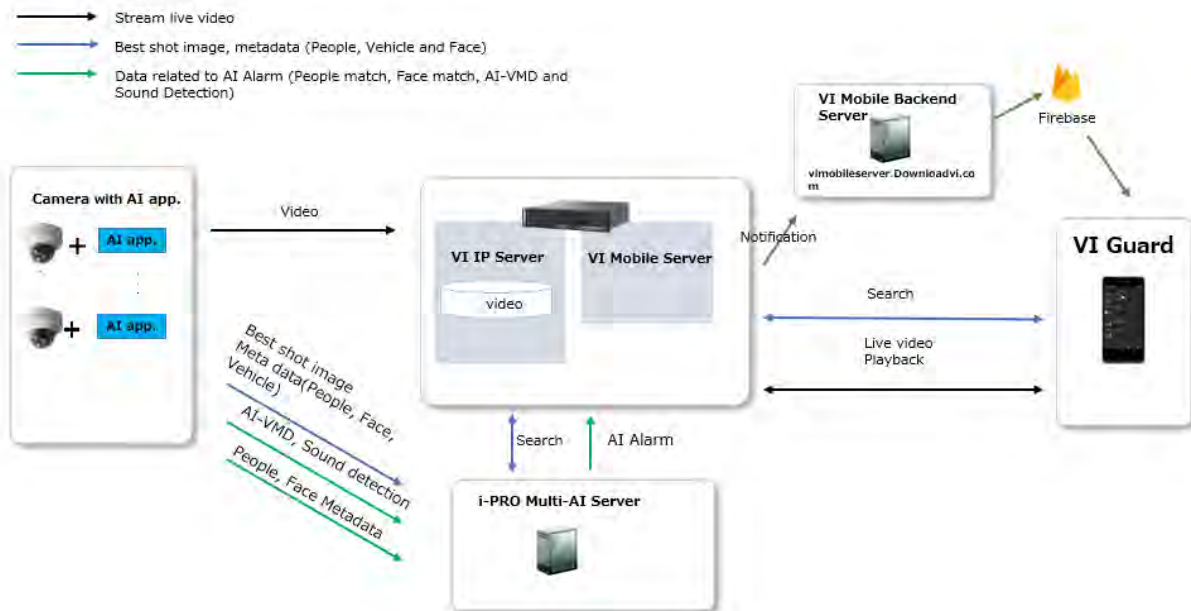 Stream live video
Best shot image, metadata (People, Vehicle and Face)
Data related to AI Alarm (People match, Face match, AI-VMD and
Sound Detection)
VI Mobile Backend
Server
vimobileserver.Downloadvi.co
m
Firebase
Camera with AI app.
+ AI app.
+ AI app.
Video
VI IP Server
video
VI Mobile Server
Notification
VI Guard
Search
Live video
Playback
Best shot image
Meta data(People, Face,
Vehicle)
AI-VMD, Sound detection
People, Face Metadata
Search
AI Alarm
i-PRO Multi-AI Server